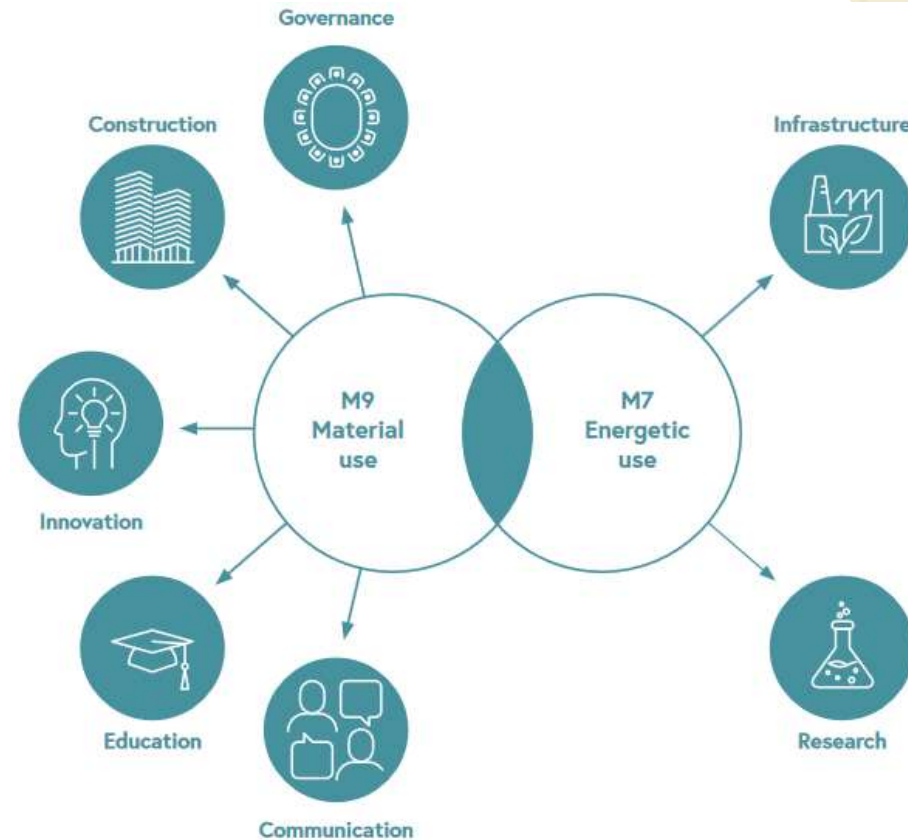 Governance
Construction
Infrastructure
M9
Material
use
M7
Energetic
use
Innovation
Education
Research
Communication